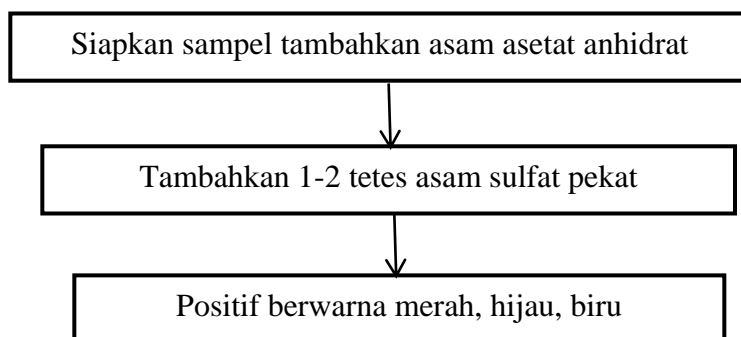 Siapkan sampel tambahkan asam asetat anhidrat
Tambahkan 1-2 tetes asam sulfat pekat
Positif berwarna merah, hijau, biru